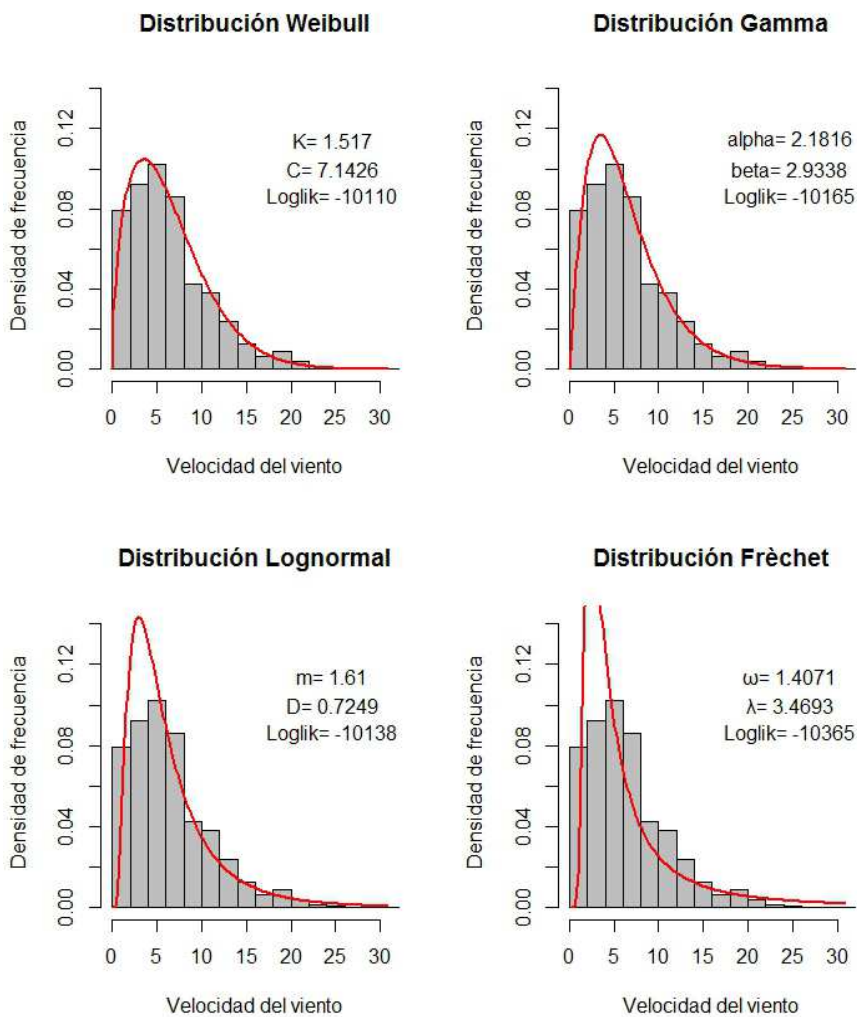 Distribución Weibull
Densidad de frecuencia
0.00
0.04
0.08
0.12
K= 1.517
C= 7.1426
Loglik= -10110
0 5 10 15 20 25 30
Velocidad del viento
Distribución Gamma
Densidad de frecuencia
0.00
0.04
0.08
0.12
alpha= 2.1816
beta= 2.9338
Loglik= -10165
0 5 10 15 20 25 30
Velocidad del viento
Distribución Lognormal
Densidad de frecuencia
0.00
0.04
0.08
0.12
m= 1.61
D= 0.7249
Loglik= -10138
0 5 10 15 20 25 30
Velocidad del viento
Distribución Frèchet
Densidad de frecuencia
0.00
0.04
0.08
0.12
ω= 1.4071
λ= 3.4693
Loglik= -10365
0 5 10 15 20 25 30
Velocidad del viento